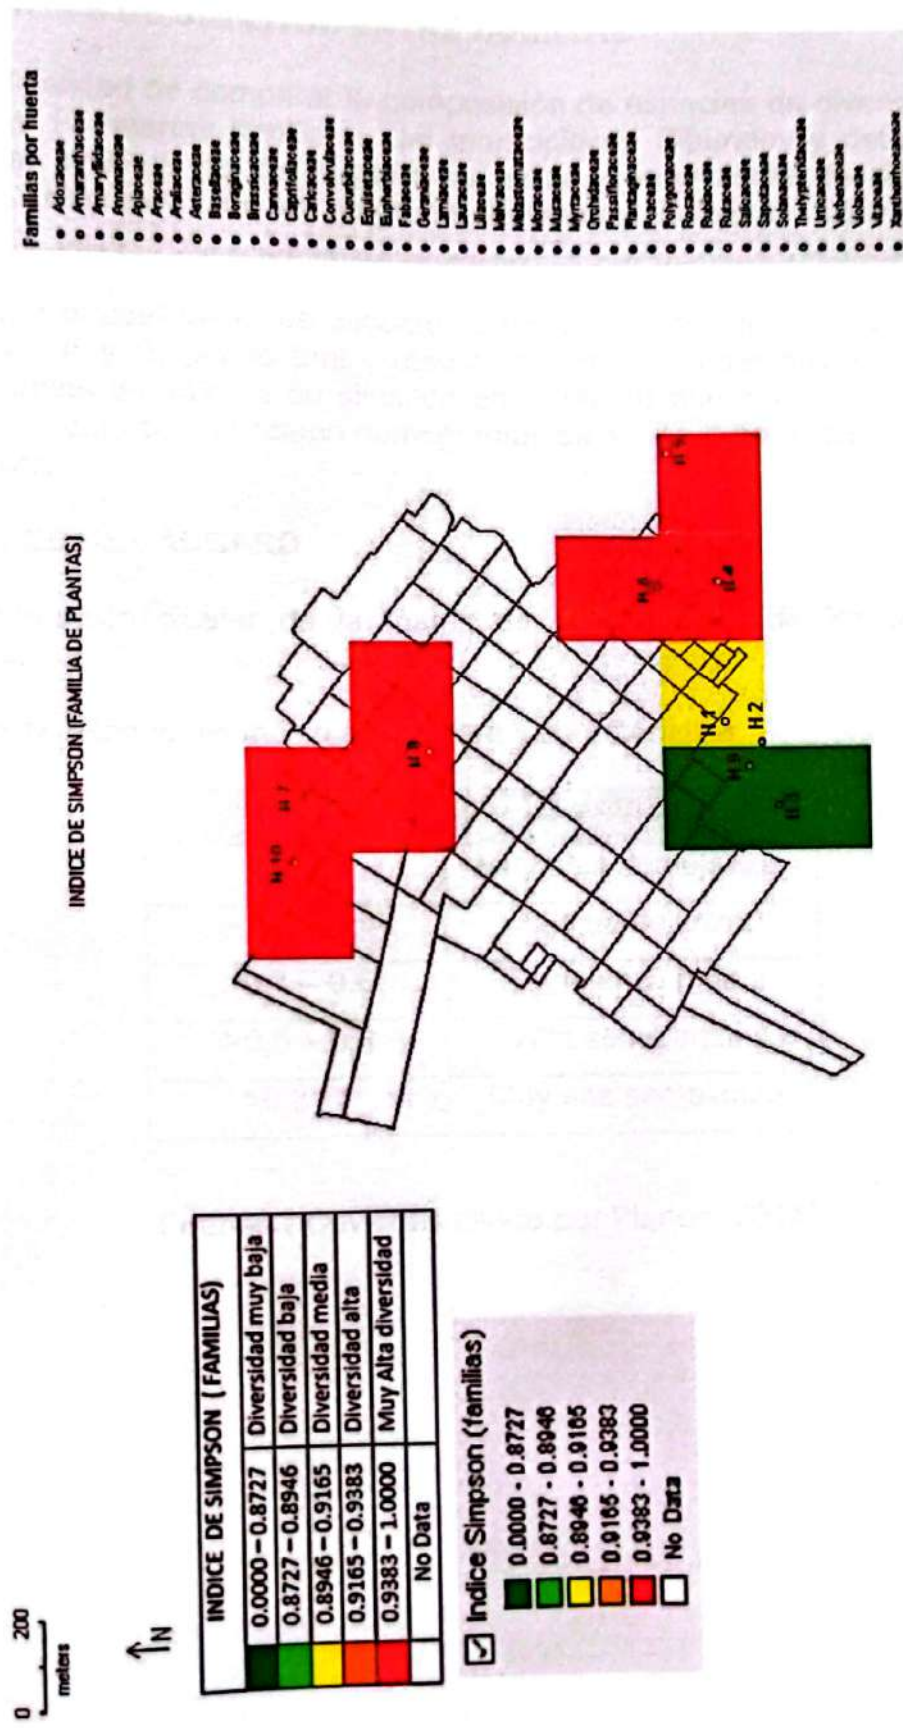 INDICE DE SIMPSON (FAMILIA DE PLANTAS)
0 200
meters
N
INDICE DE SIMPSON ( FAMILIAS)
0.0000 – 0.8727 Diversidad muy baja
0.8727 – 0.8946 Diversidad baja
0.8946 – 0.9165 Diversidad media
0.9165 – 0.9383 Diversidad alta
0.9383 – 1.0000 Muy Alta diversidad
No Data
Indice Simpson (familias)
0.0000 - 0.8727
0.8727 - 0.8946
0.8946 - 0.9165
0.9165 - 0.9383
0.9383 - 1.0000
No Data
H 10
H 7
H 8
H 6
H 4
H 1
H 2
H 3
Familias por huerta
Adoxaceae
Amaranthaceae
Amaryllidaceae
Annonaceae
Apiaceae
Araceae
Araliaceae
Asteraceae
Basellaceae
Boraginaceae
Brassicaceae
Cannaceae
Caprifoliaceae
Caricaceae
Convolvulaceae
Cucurbitaceae
Equisetaceae
Euphorbiaceae
Fabaceae
Geraniaceae
Lamiaceae
Lauraceae
Liliaceae
Malvaceae
Melastomataceae
Moraceae
Musaceae
Myrtaceae
Orchidaceae
Passifloraceae
Plantaginaceae
Poaceae
Polygonaceae
Rosaceae
Rubiaceae
Rutaceae
Salicaceae
Sapotaceae
Solanaceae
Thelypteridaceae
Urticaceae
Verbenaceae
Violaceae
Vitaceae